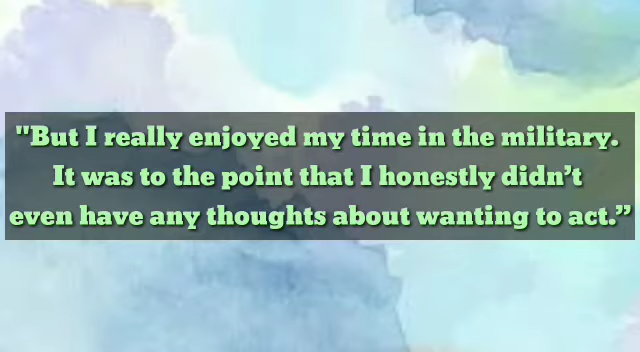 "But I really enjoyed my time in the military.
It was to the point that I honestly didn’t
even have any thoughts about wanting to act.”